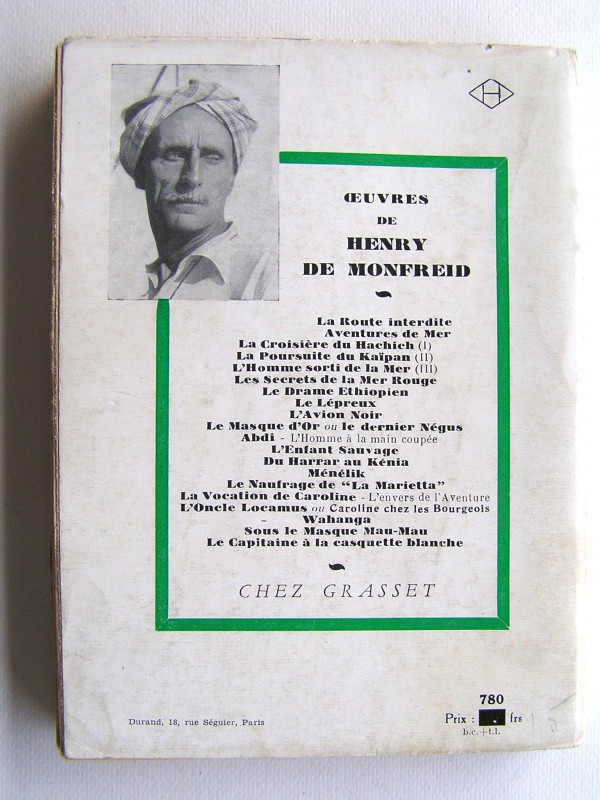 H
ŒUVRES
DE
HENRY
DE MONFREID
La Route interdite
Aventures de Mer
La Croisière du Hachich (I)
La Poursuite du Kaïpan (II)
L'Homme sorti de la Mer (III)
Les Secrets de la Mer Rouge
Le Drame Ethiopien
Le Lépreux
L'Avion Noir
Le Masque d'Or ou le dernier Négus
Abdi - L'Homme à la main coupée
L'Enfant Sauvage
Du Harrar au Kénia
Ménélik
Le Naufrage de "La Marietta"
La Vocation de Caroline - L'envers de l'Aventure
L'Oncle Locamus ou Caroline chez les Bourgeois
- Wahanga
Sous le Masque Mau-Mau
Le Capitaine à la casquette blanche
CHEZ GRASSET
780
Prix : frs
b.c.+t.l.
Durand, 18, rue Séguier, Paris